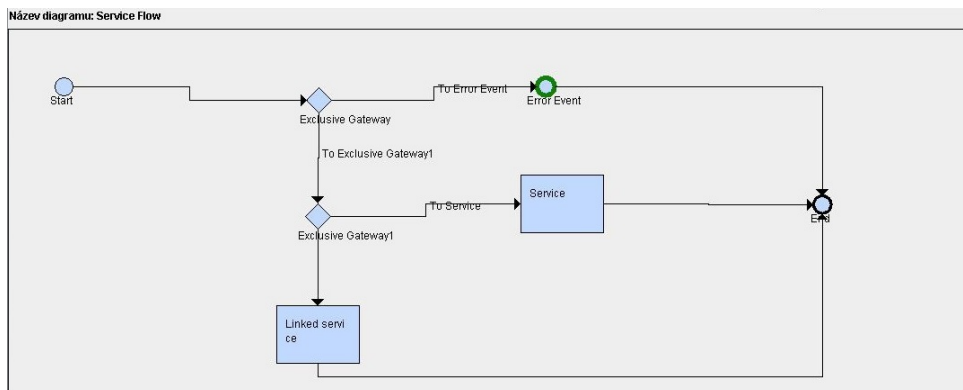 Název diagramu: Service Flow
Start
To Error Event
Error Event
Exclusive Gateway
To Exclusive Gateway1
Service
To Service
End
Exclusive Gateway1
Linked servi
ce